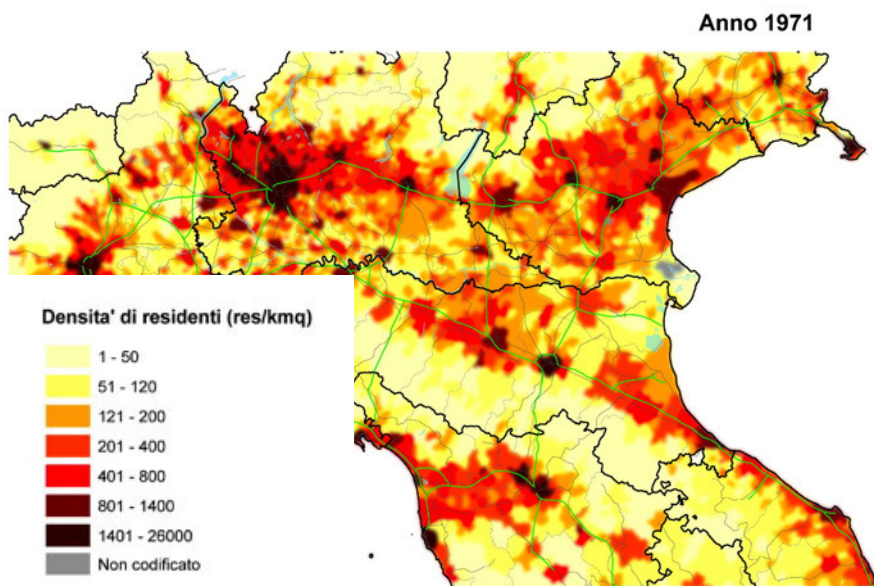 Anno 1971
Densita' di residenti (res/kmq)
1 - 50
51 - 120
121 - 200
201 - 400
401 - 800
801 - 1400
1401 - 26000
Non codificato